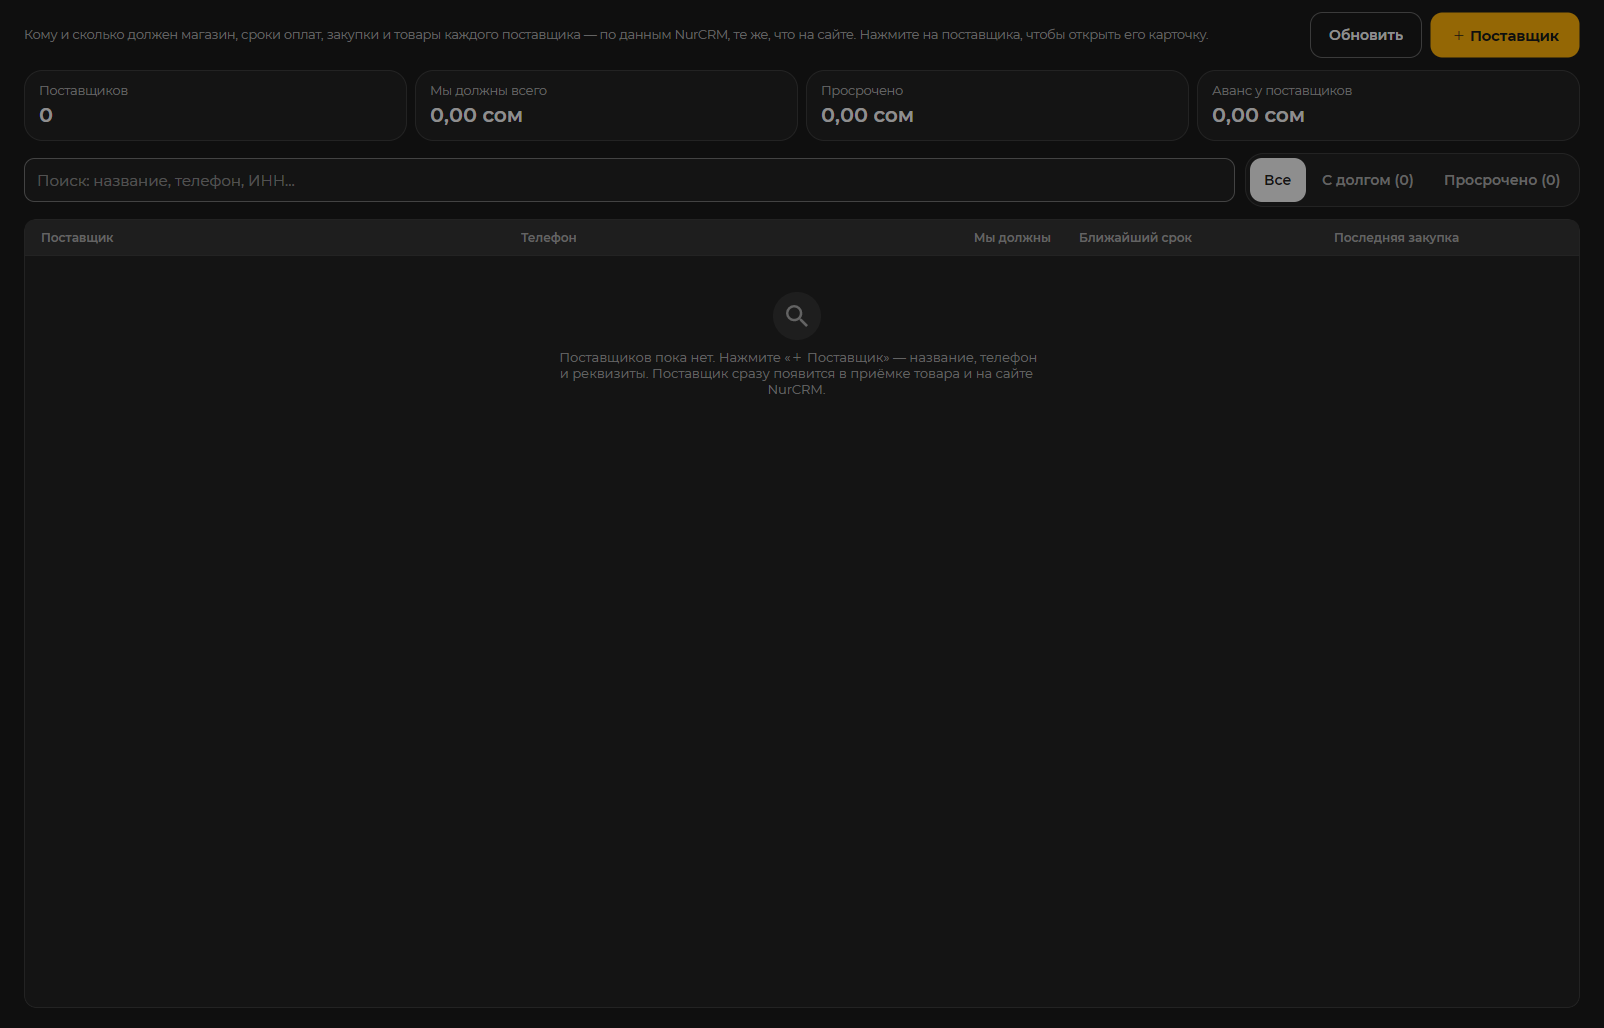 Кому и сколько должен магазин, сроки оплат, закупки и товары каждого поставщика — по данным NurCRM, те же, что на сайте. Нажмите на поставщика, чтобы открыть его карточку.
Обновить
+ Поставщик
Поставщиков
0
Мы должны всего
0,00 сом
Просрочено
0,00 сом
Аванс у поставщиков
0,00 сом
Поиск: название, телефон, ИНН...
Все
С долгом (0)
Просрочено (0)
Поставщик
Телефон
Мы должны
Ближайший срок
Последняя закупка
Поставщиков пока нет. Нажмите «+ Поставщик» — название, телефон
и реквизиты. Поставщик сразу появится в приёмке товара и на сайте
NurCRM.